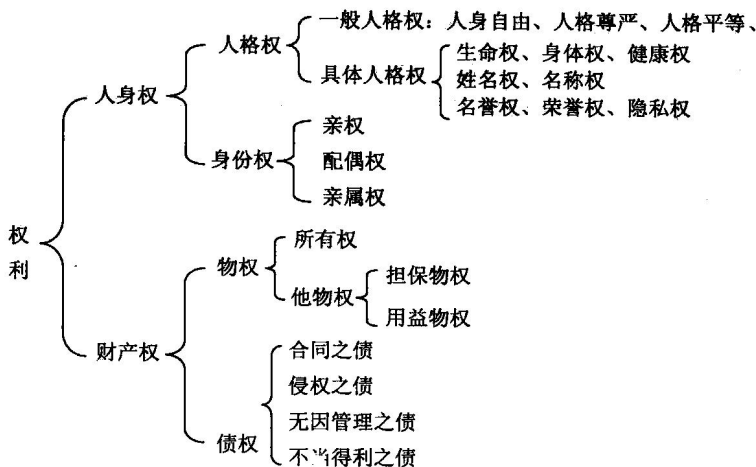 一般人格权：人身自由、人格尊严、人格平等、
人格权
生命权、身体权、健康权
具体人格权
姓名权、名称权
人身权
名誉权、荣誉权、隐私权
亲权
身份权
配偶权
亲属权
权利
所有权
物权
担保物权
他物权
用益物权
财产权
合同之债
侵权之债
无因管理之债
债权
不当得利之债